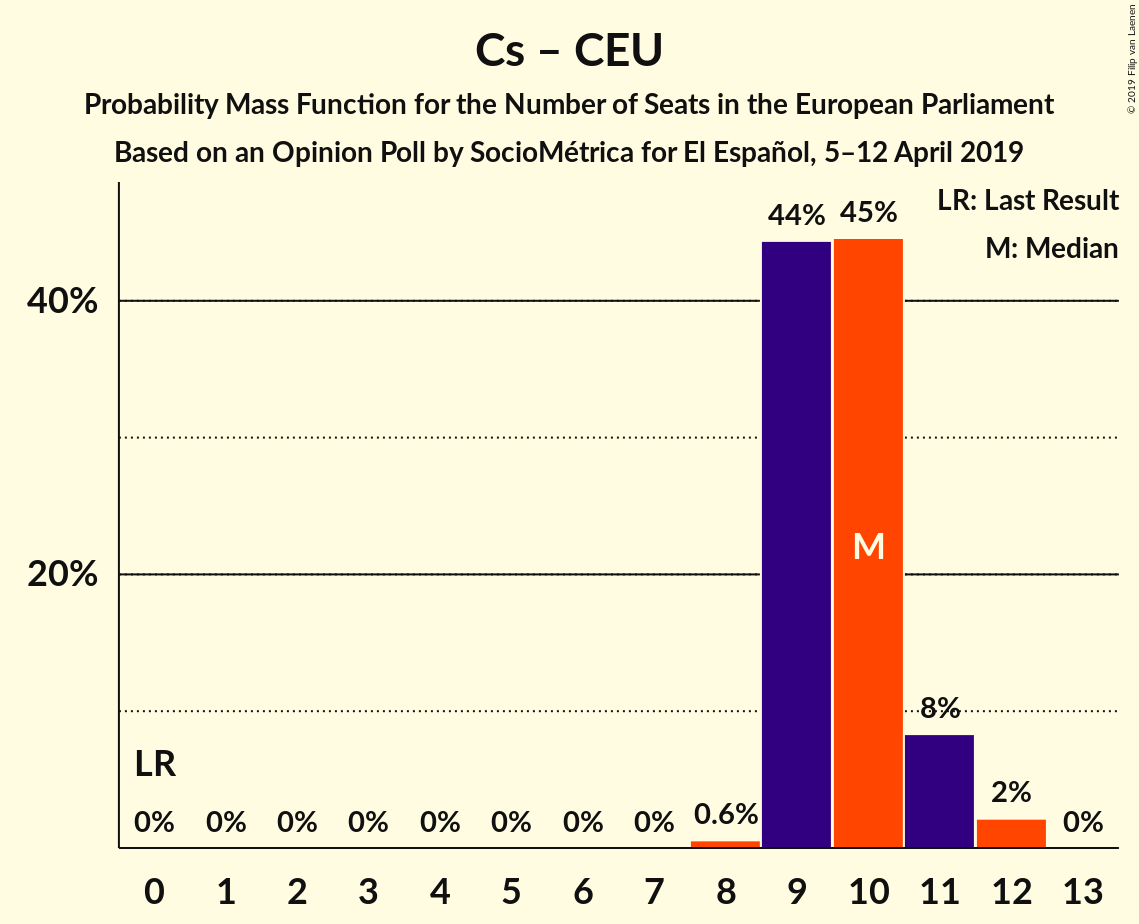 Cs – CEU
Probability Mass Function for the Number of Seats in the European Parliament
Based on an Opinion Poll by SocioMétrica for El Español, 5–12 April 2019
© 2019 Filip van Laenen
LR: Last Result
M: Median
44% 45%
40%
M
20%
8%
LR
2%
0% 0% 0% 0% 0% 0% 0% 0% 0.6% 0%
0 1 2 3 4 5 6 7 8 9 10 11 12 13